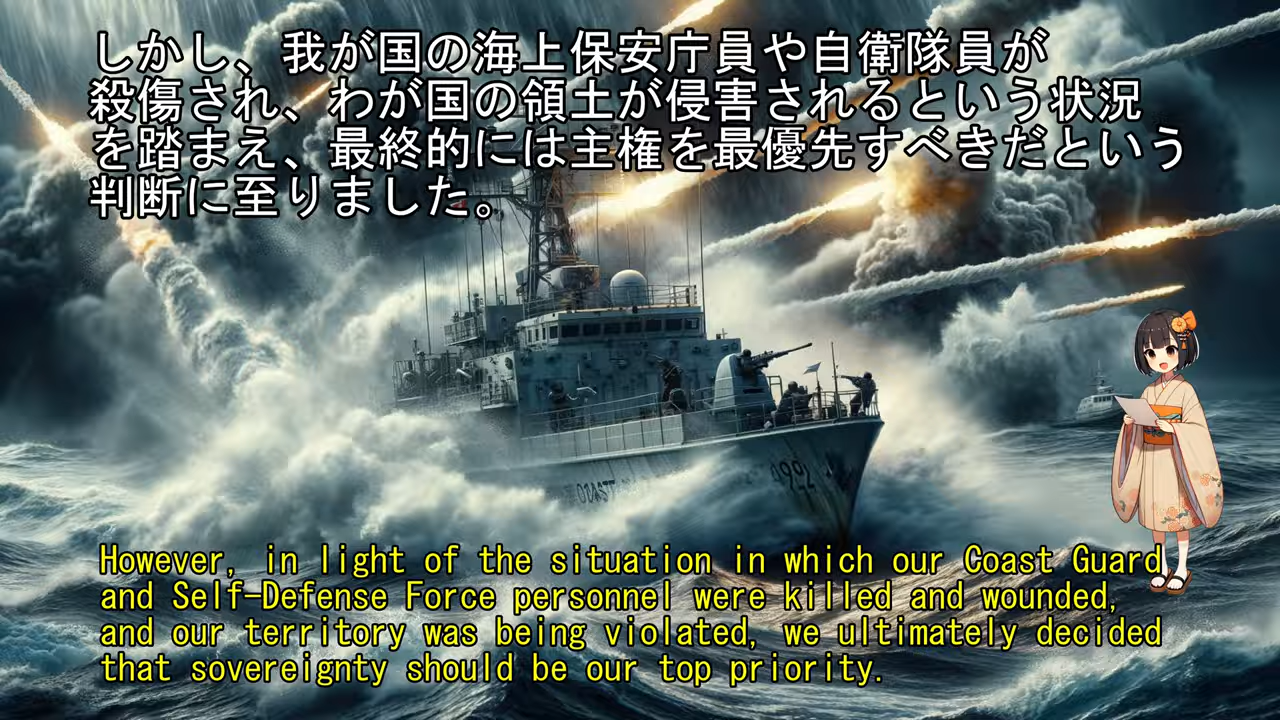 しかし、我が国の海上保安庁員や自衛隊員が
殺傷され、わが国の領土が侵害されるという状況
を踏まえ、最終的には主権を最優先すべきだという
判断に至りました。
However, in light of the situation in which our Coast Guard
and Self-Defense Force personnel were killed and wounded,
and our territory was being violated, we ultimately decided
that sovereignty should be our top priority.